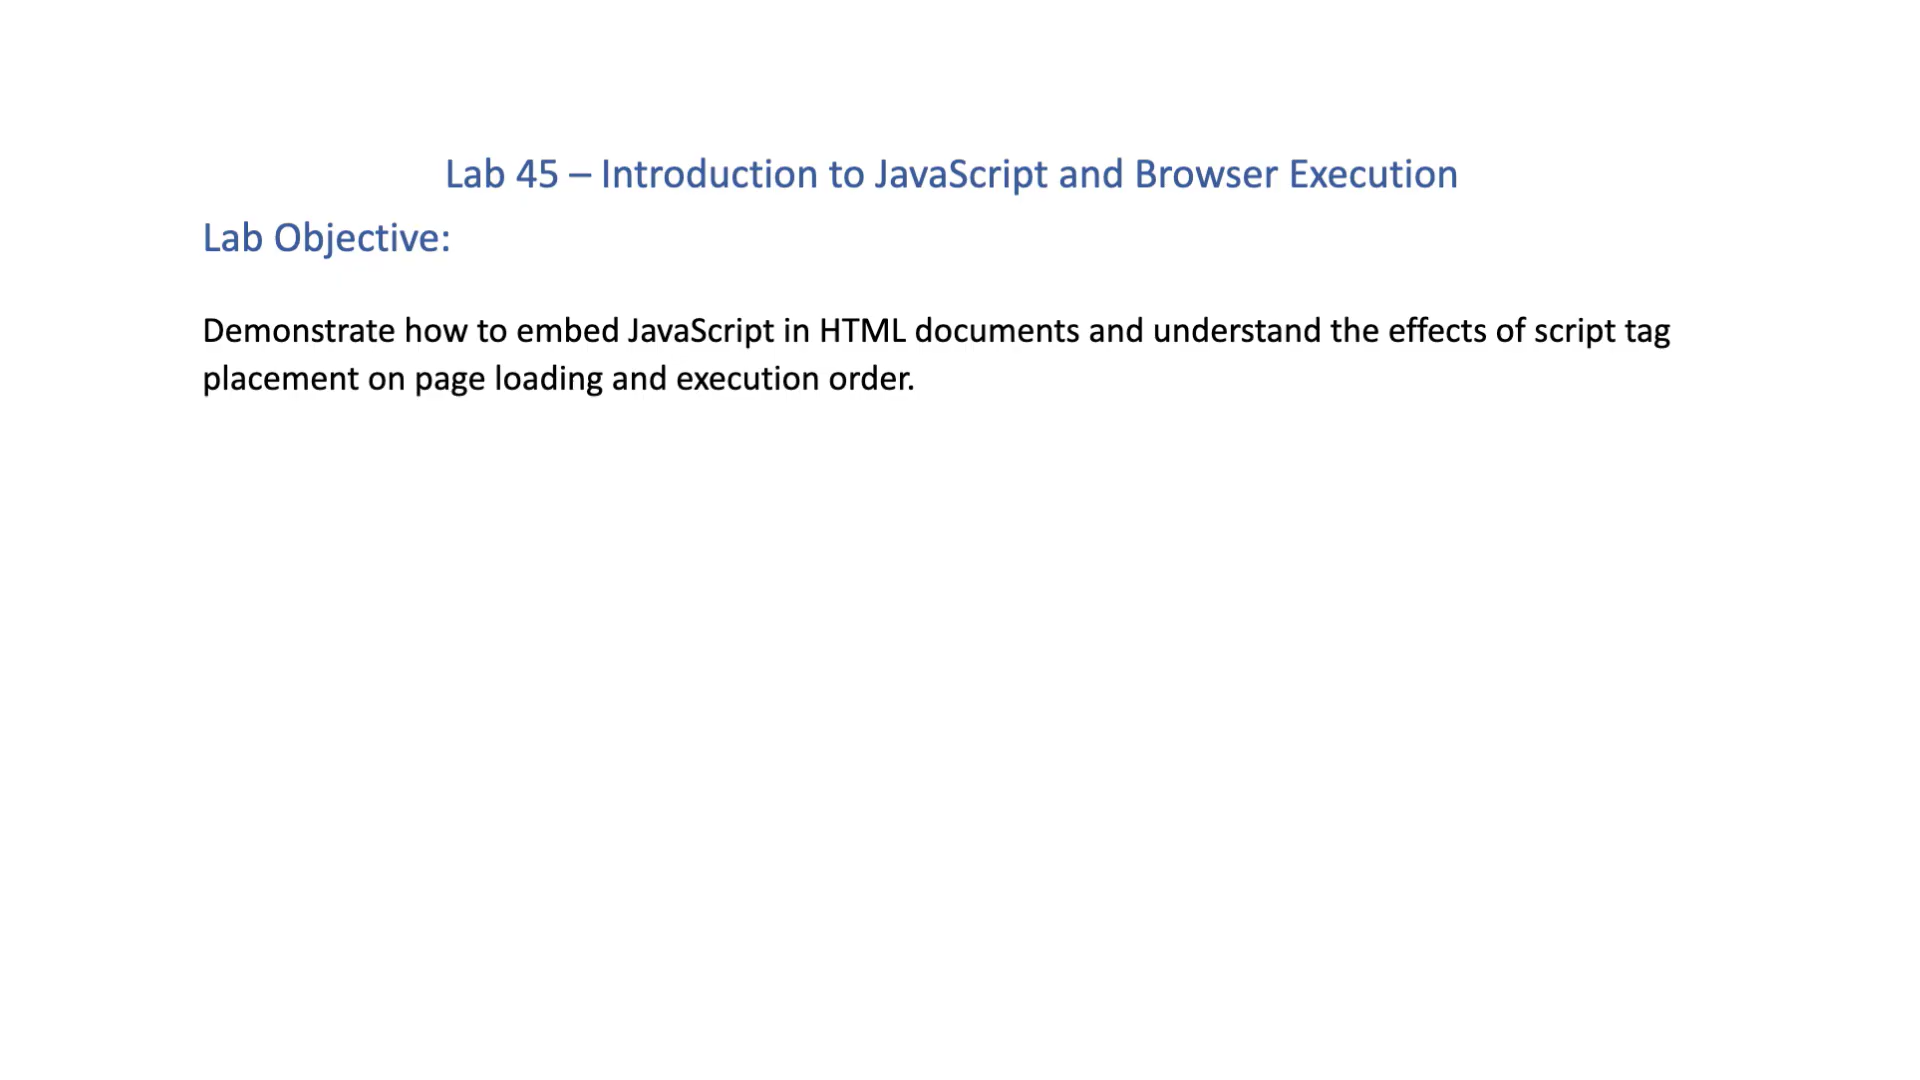 Lab 45 – Introduction to JavaScript and Browser Execution
Lab Objective:
Demonstrate how to embed JavaScript in HTML documents and understand the effects of script tag
placement on page loading and execution order.